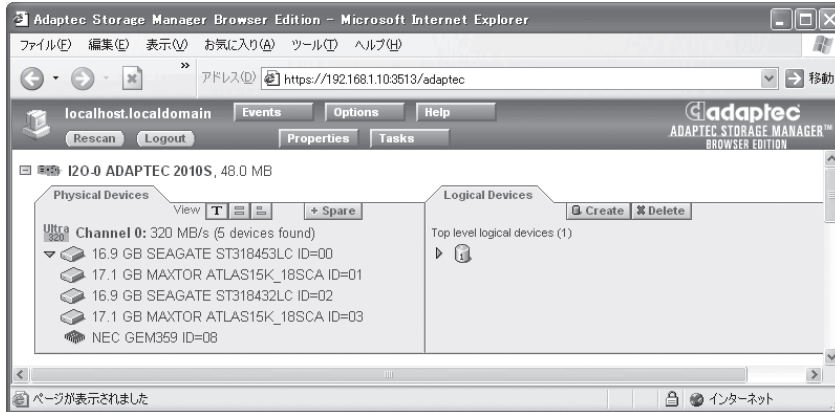 Adaptec Storage Manager Browser Edition - Microsoft Internet Explorer
ファイル(F) 編集(E) 表示(V) お気に入り(A) ツール(T) ヘルプ(H)
アドレス(D) https://192.168.1.10:3513/adaptec 移動
localhost.localdomain Events Options Help
Rescan Logout Properties Tasks
adaptec
ADAPTEC STORAGE MANAGER™
BROWSER EDITION
I2O-0 ADAPTEC 2010S, 48.0 MB
Physical Devices
View T + Spare
Ultra 320 Channel 0: 320 MB/s (5 devices found)
16.9 GB SEAGATE ST318453LC ID=00
17.1 GB MAXTOR ATLAS15K_18SCA ID=01
16.9 GB SEAGATE ST318432LC ID=02
17.1 GB MAXTOR ATLAS15K_18SCA ID=03
NEC GEM359 ID=08
Logical Devices
Create Delete
Top level logical devices (1)
1
ページが表示されました インターネット